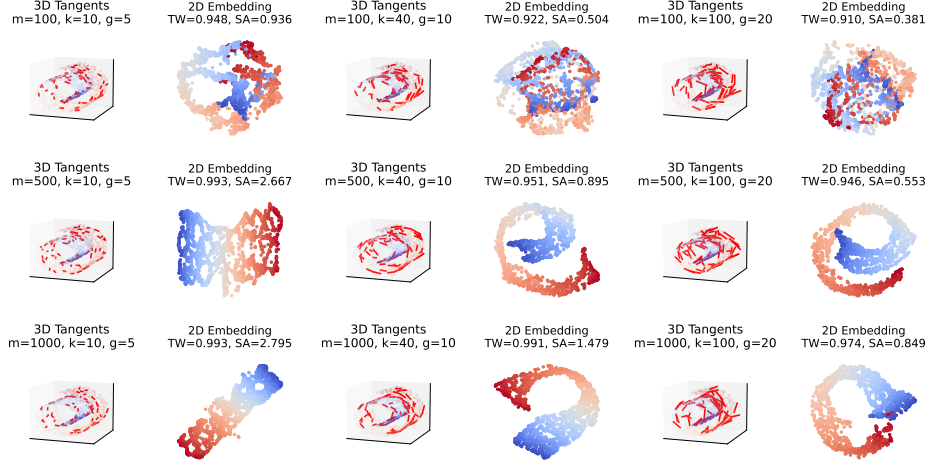 3D Tangents
m=100, k=10, g=5
2D Embedding
TW=0.948, SA=0.936
3D Tangents
m=100, k=40, g=10
2D Embedding
TW=0.922, SA=0.504
3D Tangents
m=100, k=100, g=20
2D Embedding
TW=0.910, SA=0.381
3D Tangents
m=500, k=10, g=5
2D Embedding
TW=0.993, SA=2.667
3D Tangents
m=500, k=40, g=10
2D Embedding
TW=0.951, SA=0.895
3D Tangents
m=500, k=100, g=20
2D Embedding
TW=0.946, SA=0.553
3D Tangents
m=1000, k=10, g=5
2D Embedding
TW=0.993, SA=2.795
3D Tangents
m=1000, k=40, g=10
2D Embedding
TW=0.991, SA=1.479
3D Tangents
m=1000, k=100, g=20
2D Embedding
TW=0.974, SA=0.849